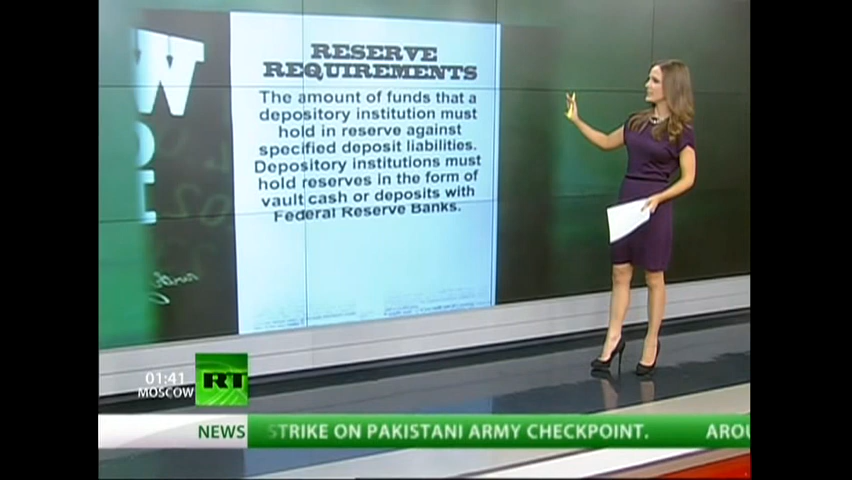 W
RESERVE
REQUIREMENTS
The amount of funds that a
depository institution must
hold in reserve against
specified deposit liabilities.
Depository institutions must
hold reserves in the form of
vault cash or deposits with
Federal Reserve Banks.
01:41
MOSCOW
RT
NEWS
STRIKE ON PAKISTANI ARMY CHECKPOINT.
AROU